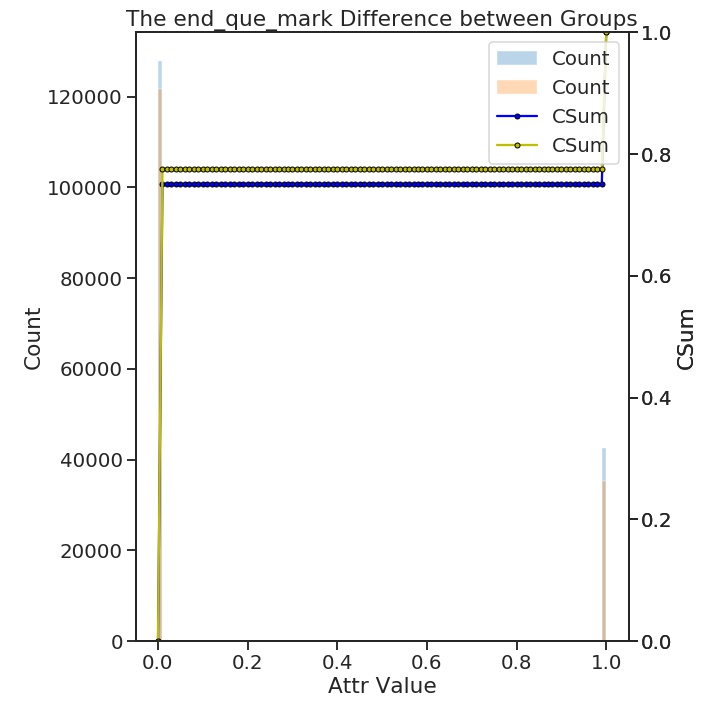 The end_que_mark Difference between Groups
Count
Count
CSum
CSum
120000
100000
80000
60000
40000
20000
0
Count
1.0
0.8
0.6
0.4
0.2
0.0
CSum
0.0 0.2 0.4 0.6 0.8 1.0
Attr Value